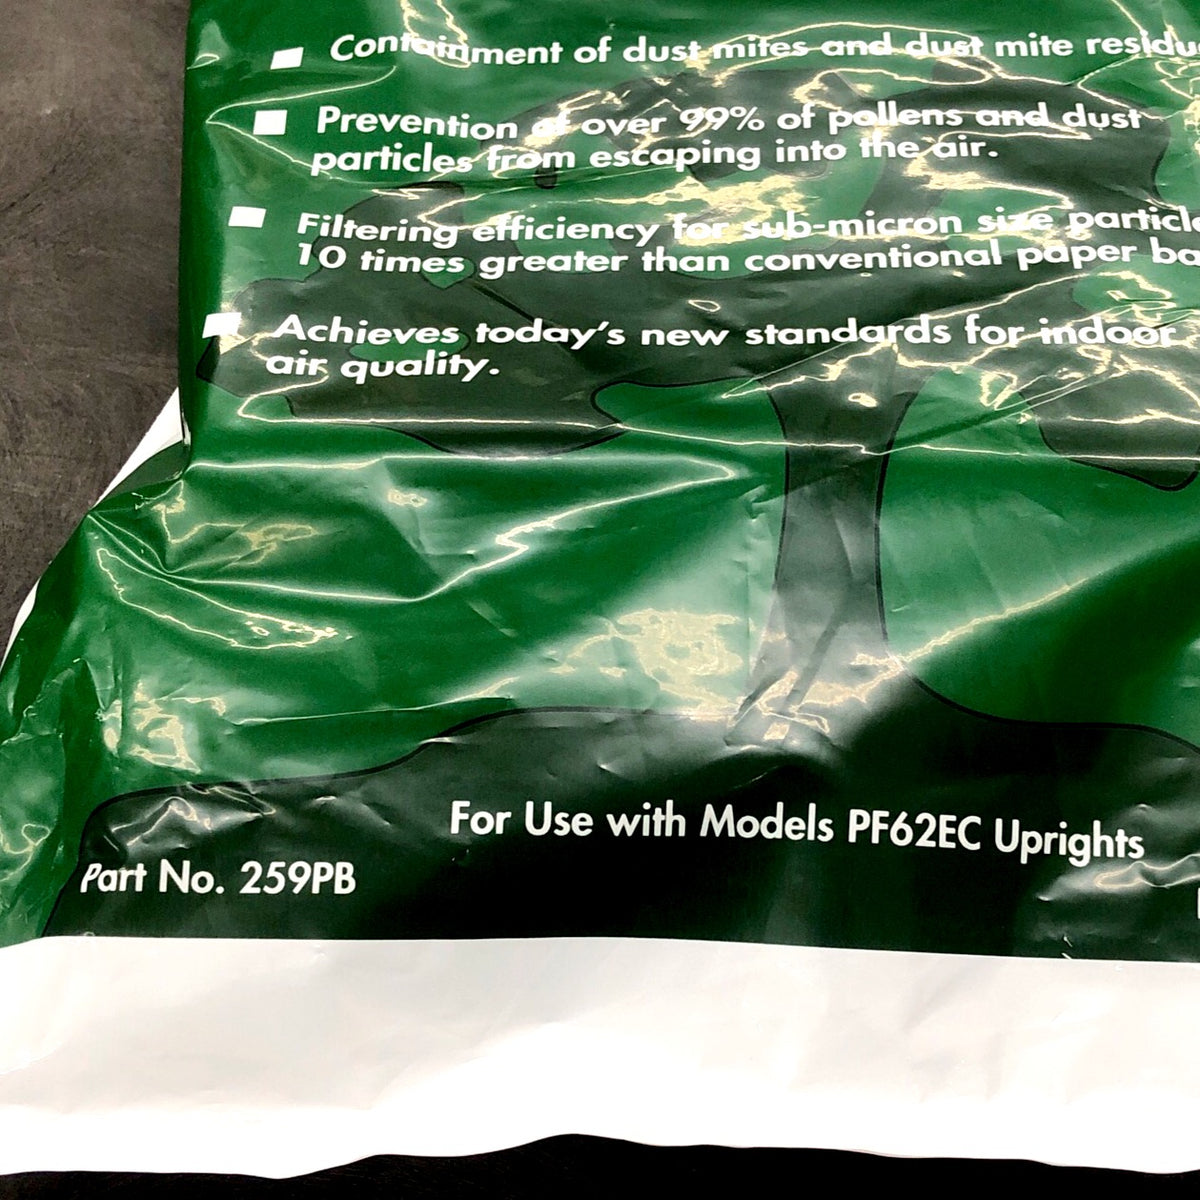 Containment of dust mites and dust mite residu
Prevention of over 99% of pollens and dust
particles from escaping into the air.
Filtering efficiency for sub-micron size particle
10 times greater than conventional paper ba
Achieves today's new standards for indoor
air quality.
For Use with Models PF62EC Uprights
Part No. 259PB